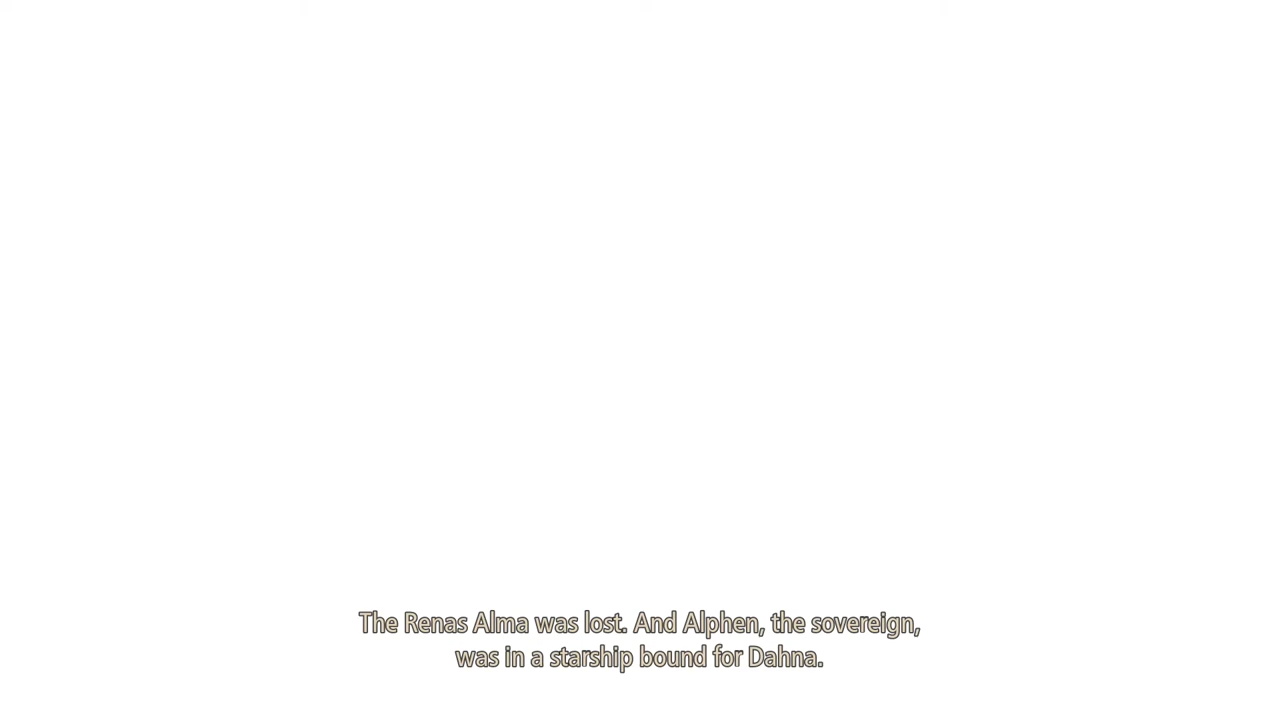 The Renas Alma was lost. And Alphen, the sovereign,
was in a starship bound for Dahna.